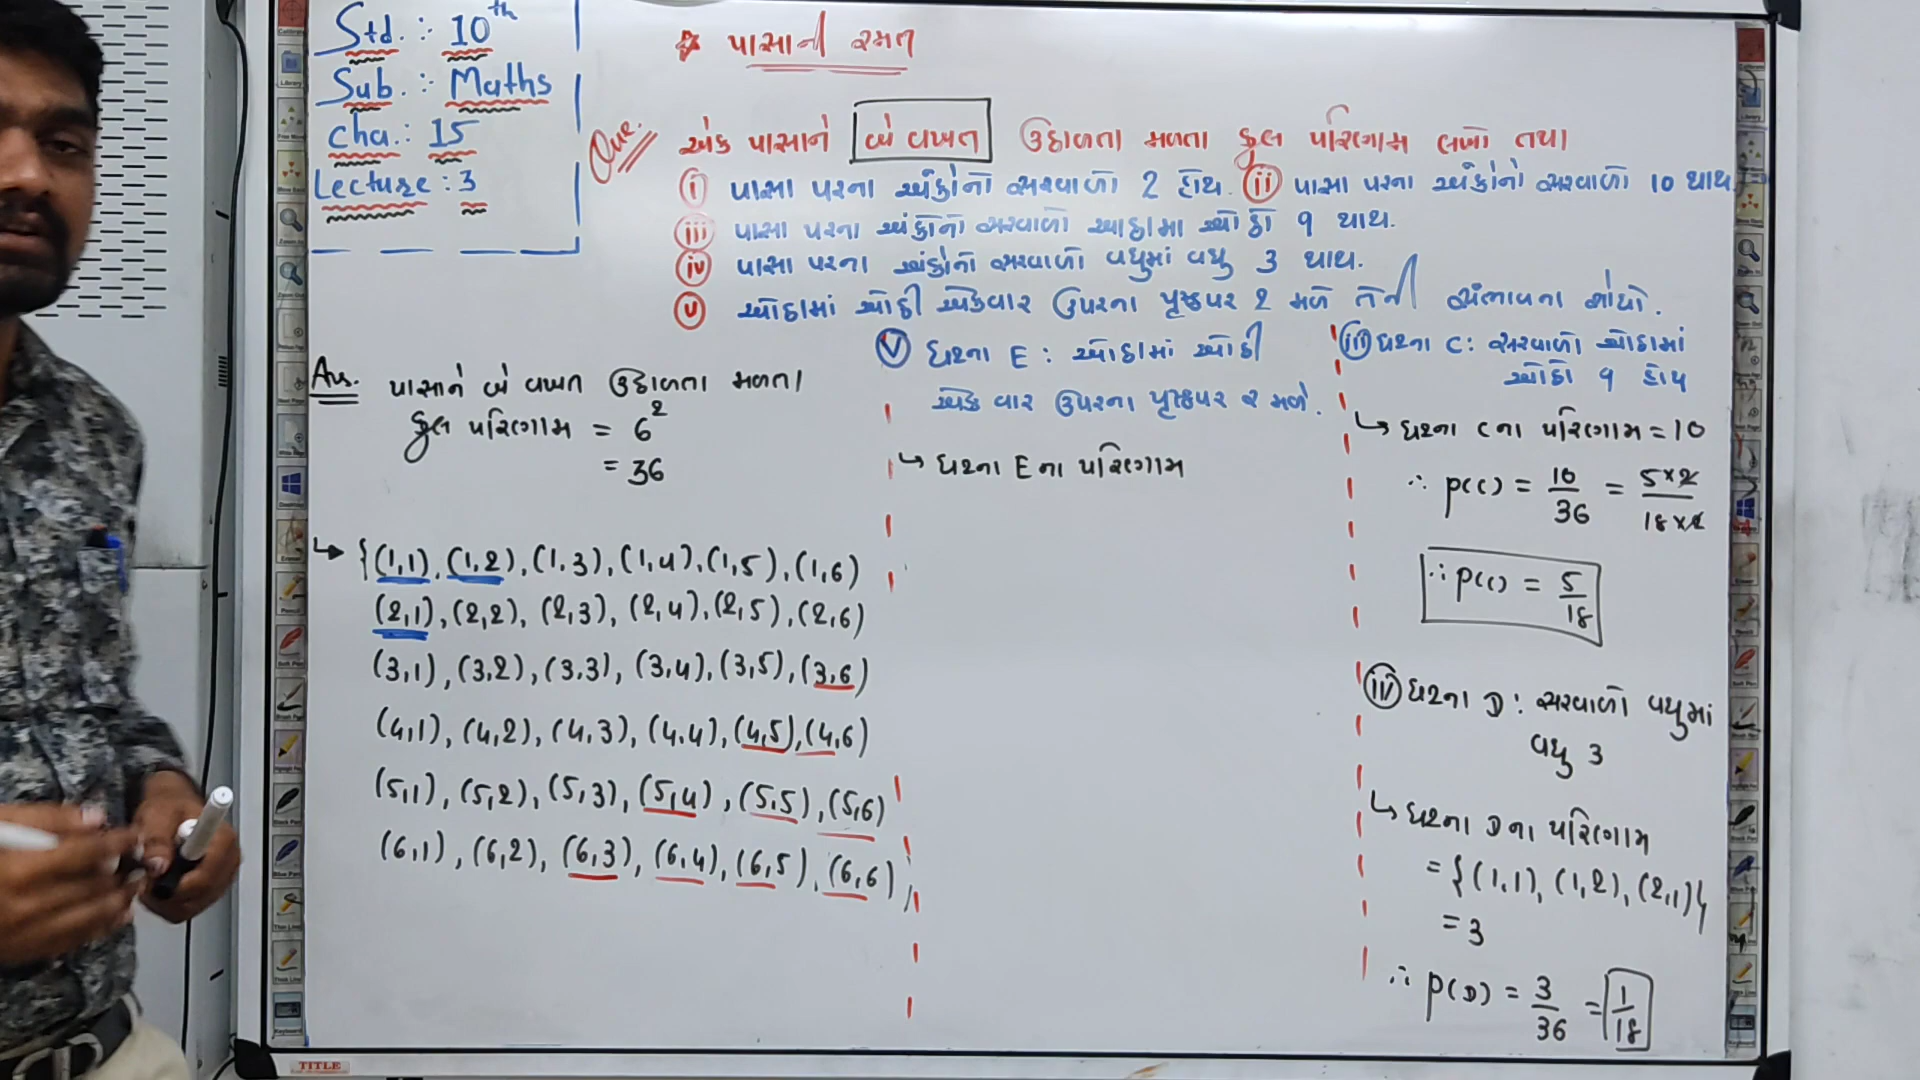 Std. : 10th
Sub. : Maths
cha. : 15
Lecture : 3
☆ પાસાની રમત
Que. એક પાસાને બે વખત ઉછાળતા મળતા કુલ પરિણામ લખો તથા
(i) પાસા પરના અંકોનો સરવાળો 2 હોય. (ii) પાસા પરના અંકોનો સરવાળો 10 થાય
(iii) પાસા પરના અંકોનો સરવાળો ઓછામાં ઓછો 9 થાય.
(iv) પાસા પરના અંકોનો સરવાળો વધુમાં વધુ 3 થાય.
(v) ઓછામાં ઓછી એકવાર ઉપરના પૃષ્ઠપર 2 મળે તેની સંભાવના શોધો.
Ans. પાસાને બે વખત ઉછાળતા મળતા
કુલ પરિણામ = 6²
= 36
↳ {(1,1), (1,2), (1,3), (1,4), (1,5), (1,6)
(2,1), (2,2), (2,3), (2,4), (2,5), (2,6)
(3,1), (3,2), (3,3), (3,4), (3,5), (3,6)
(4,1), (4,2), (4,3), (4,4), (4,5), (4,6)
(5,1), (5,2), (5,3), (5,4), (5,5), (5,6)
(6,1), (6,2), (6,3), (6,4), (6,5), (6,6)}
(v) ઘટના E : ઓછામાં ઓછી
એક વાર ઉપરના પૃષ્ઠપર 2 મળે.
↳ ઘટના E ના પરિણામ
(iii) ઘટના C : સરવાળો ઓછામાં
ઓછો 9 હોય
↳ ઘટના C ના પરિણામ = 10
∴ P(C) = 10/36 = 5×2/18×2
∴ P(C) = 5/18
(iv) ઘટના D : સરવાળો વધુમાં
વધુ 3
↳ ઘટના D ના પરિણામ
= {(1,1), (1,2), (2,1)}
= 3
∴ P(D) = 3/36 = 1/18
TITLE